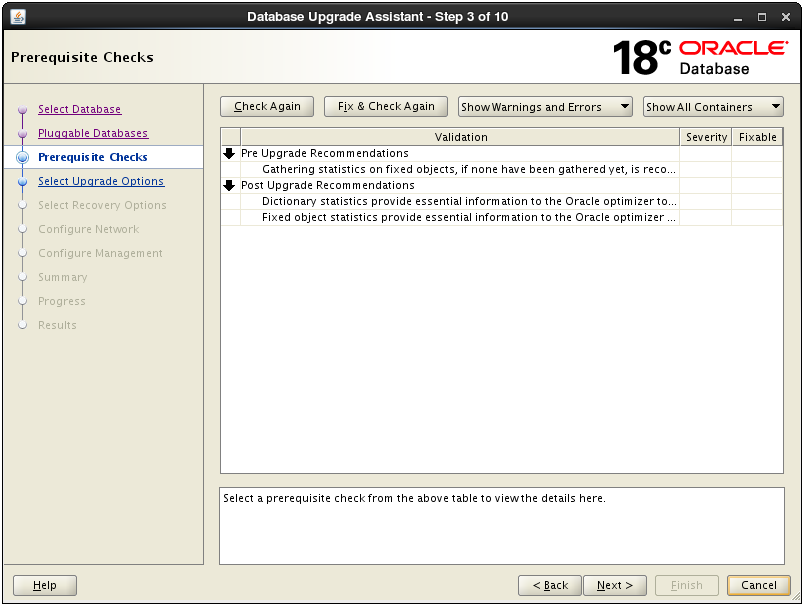 Database Upgrade Assistant - Step 3 of 10
Prerequisite Checks
18c ORACLE
Database
Select Database
Pluggable Databases
Prerequisite Checks
Select Upgrade Options
Select Recovery Options
Configure Network
Configure Management
Summary
Progress
Results
Check Again
Fix & Check Again
Show Warnings and Errors
Show All Containers
Validation Severity Fixable
Pre Upgrade Recommendations
Gathering statistics on fixed objects, if none have been gathered yet, is reco...
Post Upgrade Recommendations
Dictionary statistics provide essential information to the Oracle optimizer to...
Fixed object statistics provide essential information to the Oracle optimizer ...
Select a prerequisite check from the above table to view the details here.
Help
< Back
Next >
Finish
Cancel